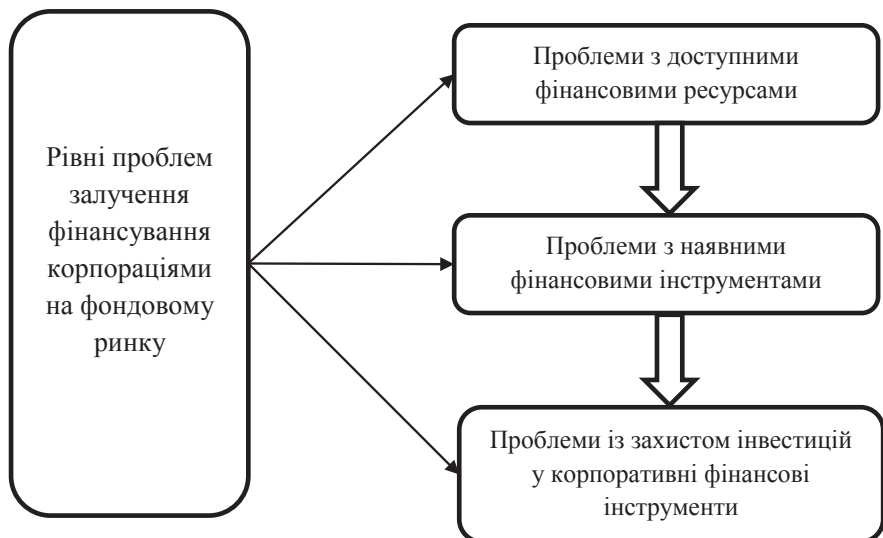 Рівні проблем
залучення
фінансування
корпораціями
на фондовому
ринку
Проблеми з доступними
фінансовими ресурсами
Проблеми з наявними
фінансовими інструментами
Проблеми із захистом інвестицій
у корпоративні фінансові
інструменти